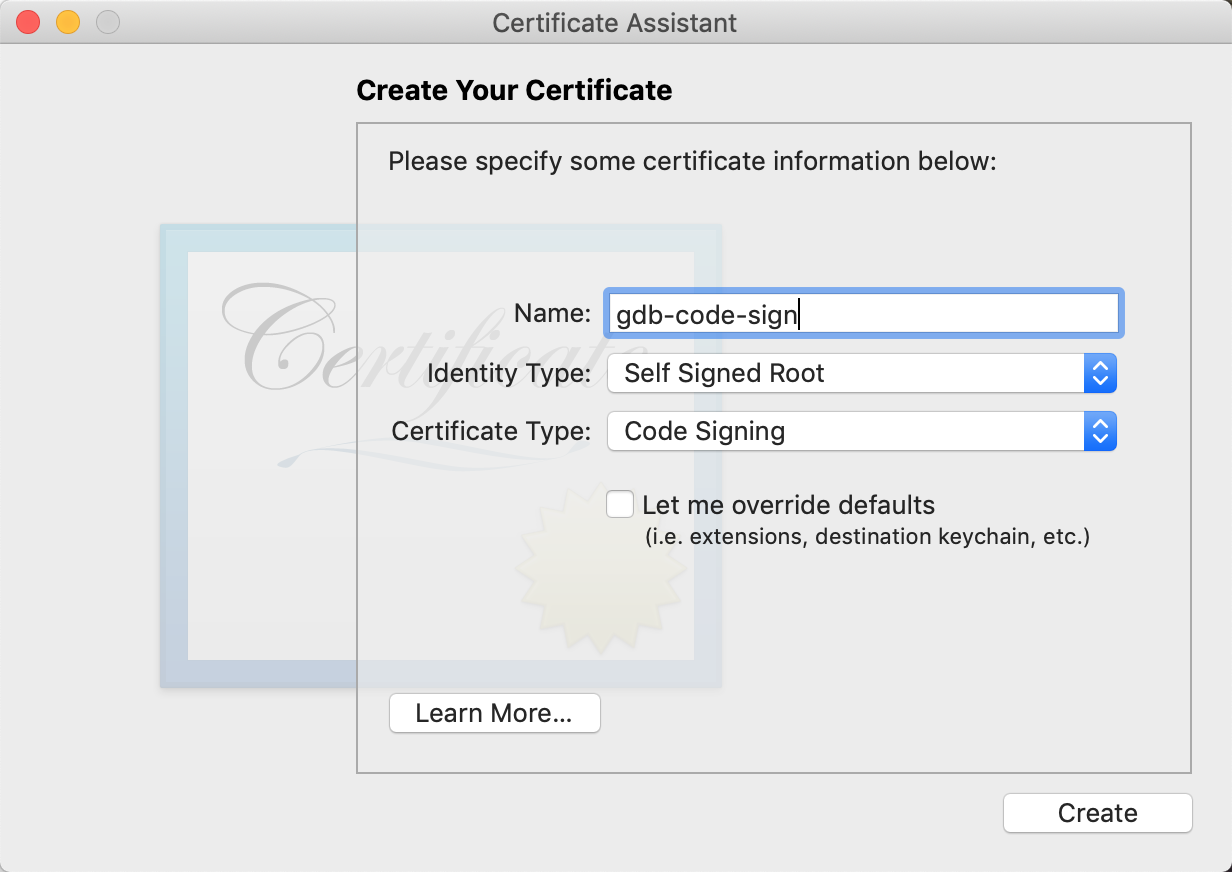 Certificate Assistant
Create Your Certificate
Please specify some certificate information below:
Certificate
Name: gdb-code-sign
Identity Type: Self Signed Root
Certificate Type: Code Signing
Let me override defaults
(i.e. extensions, destination keychain, etc.)
Learn More...
Create